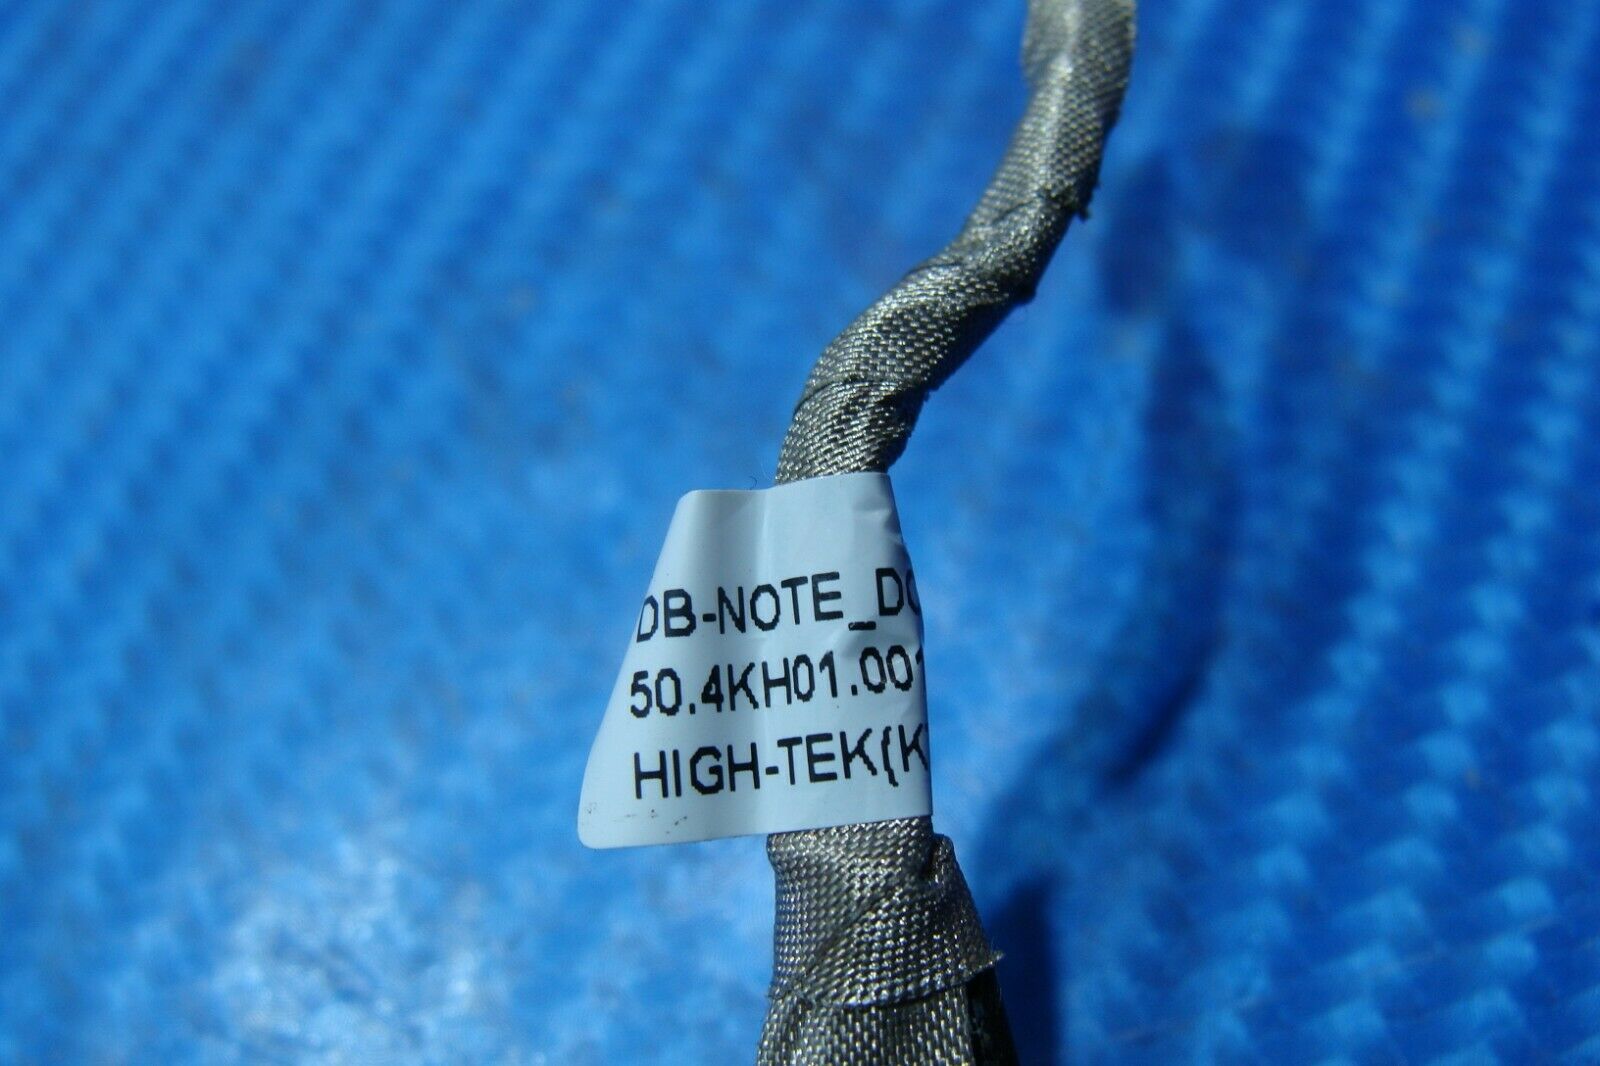 DB-NOTE_DC
50.4KH01.001
HIGH-TEK(K